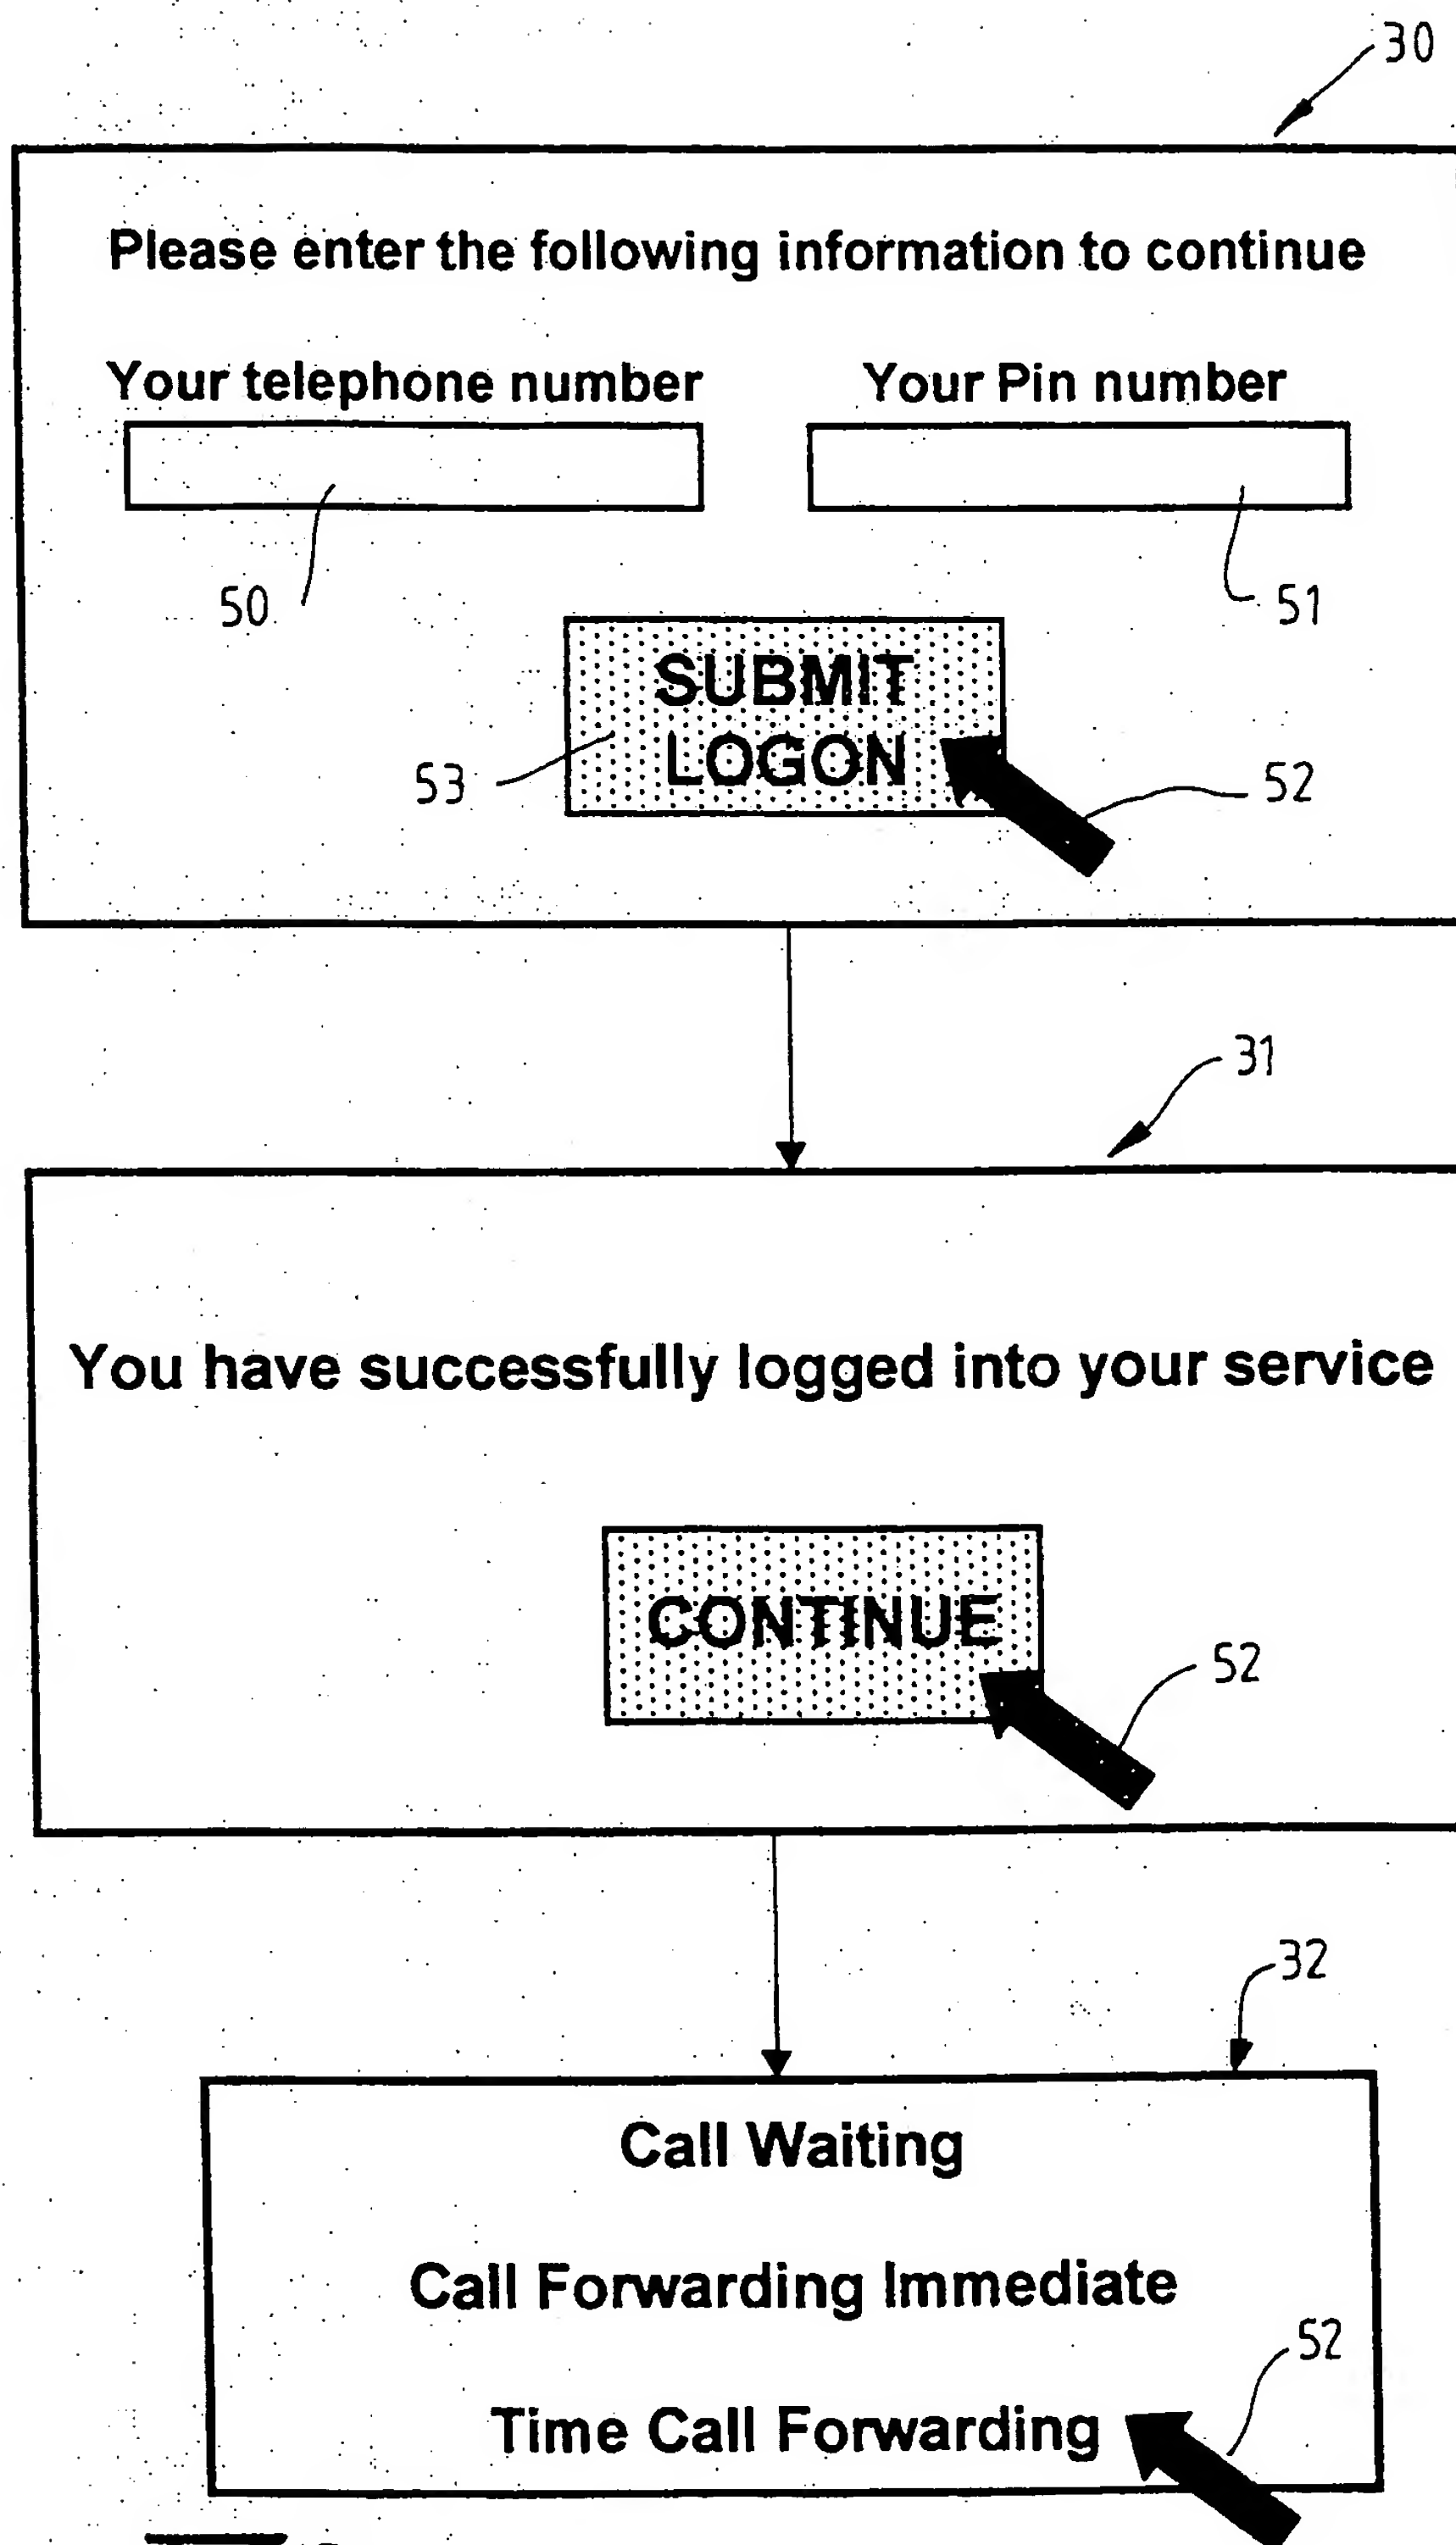 30
Please enter the following information to continue
Your telephone number Your Pin number
50 51
SUBMIT
LOGON
53 52
31
You have successfully logged into your service
CONTINUE
52
32
Call Waiting
Call Forwarding Immediate
52
Time Call Forwarding